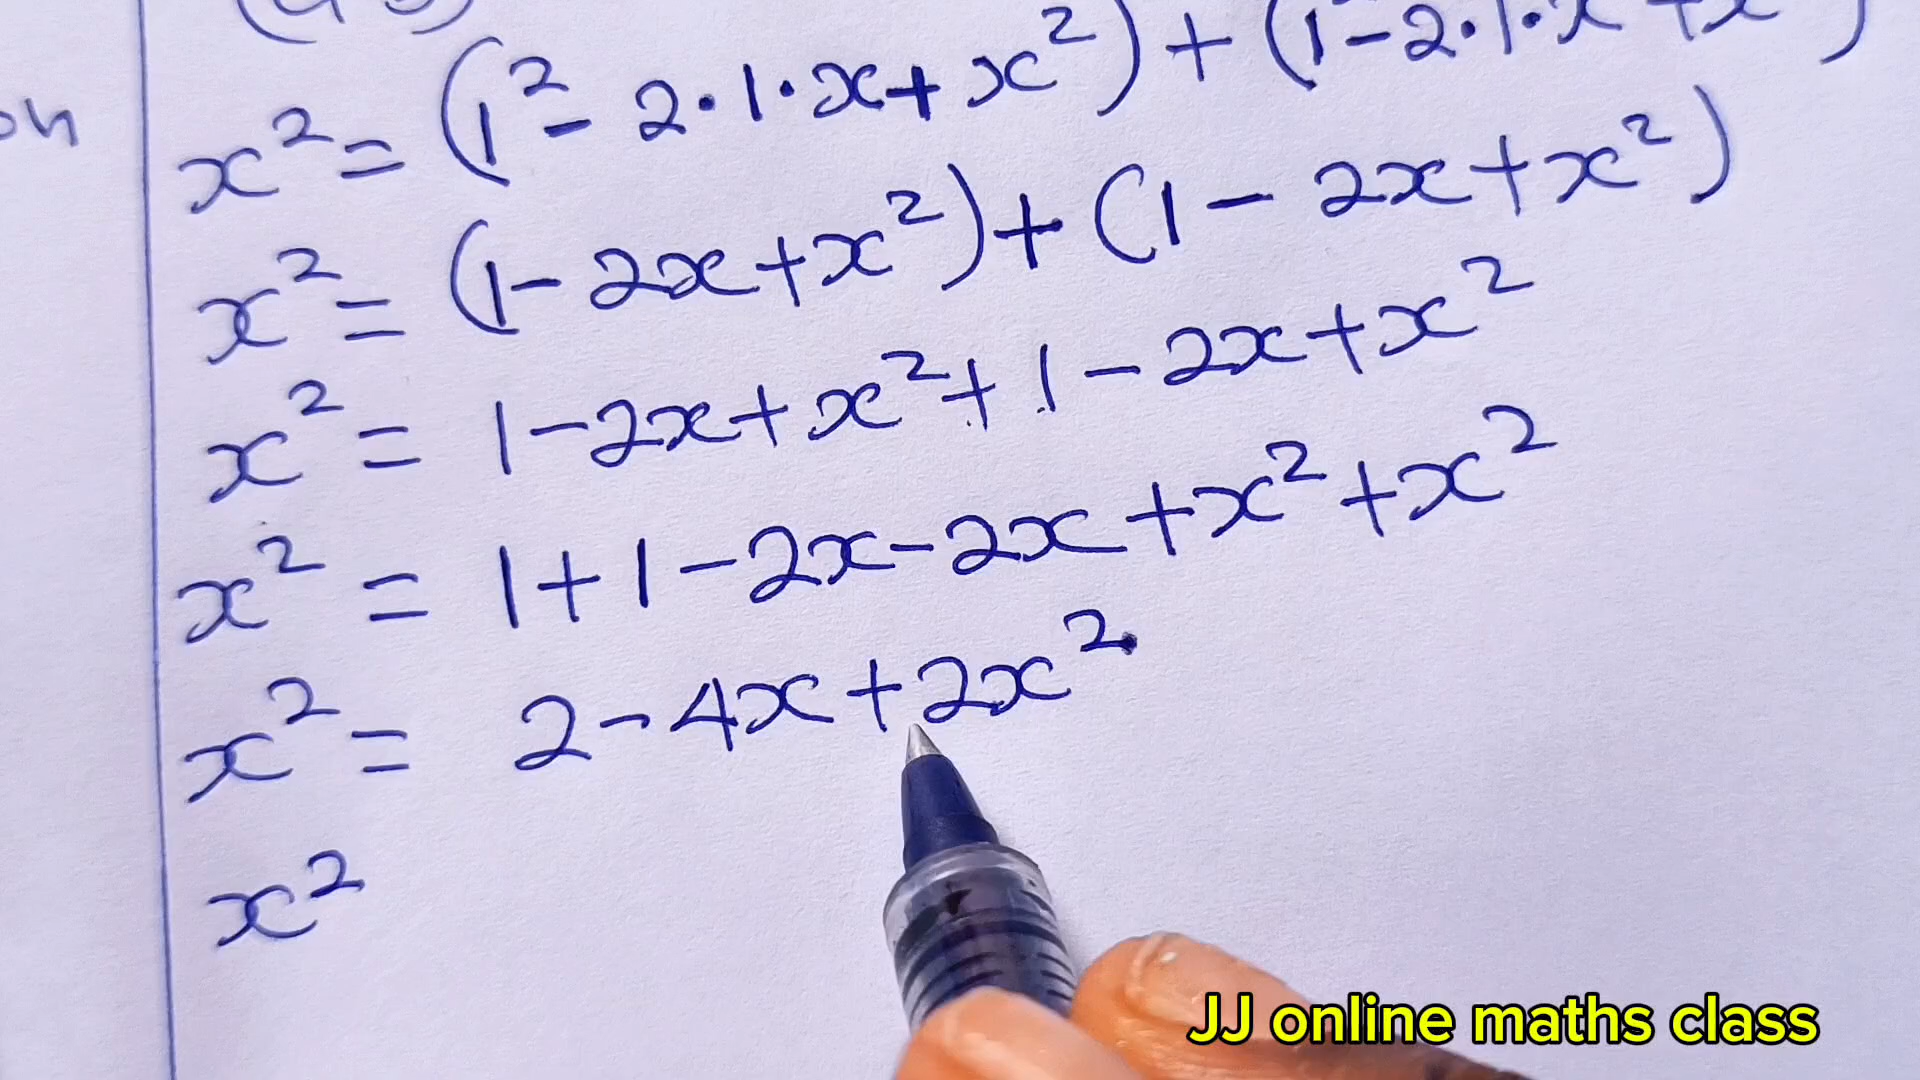 x² = (1² - 2·1·x + x²) + (1 - 2·1·x + x²)
x² = (1 - 2x + x²) + (1 - 2x + x²)
x² = 1 - 2x + x² + 1 - 2x + x²
x² = 1 + 1 - 2x - 2x + x² + x²
x² = 2 - 4x + 2x²
x²
JJ online maths class